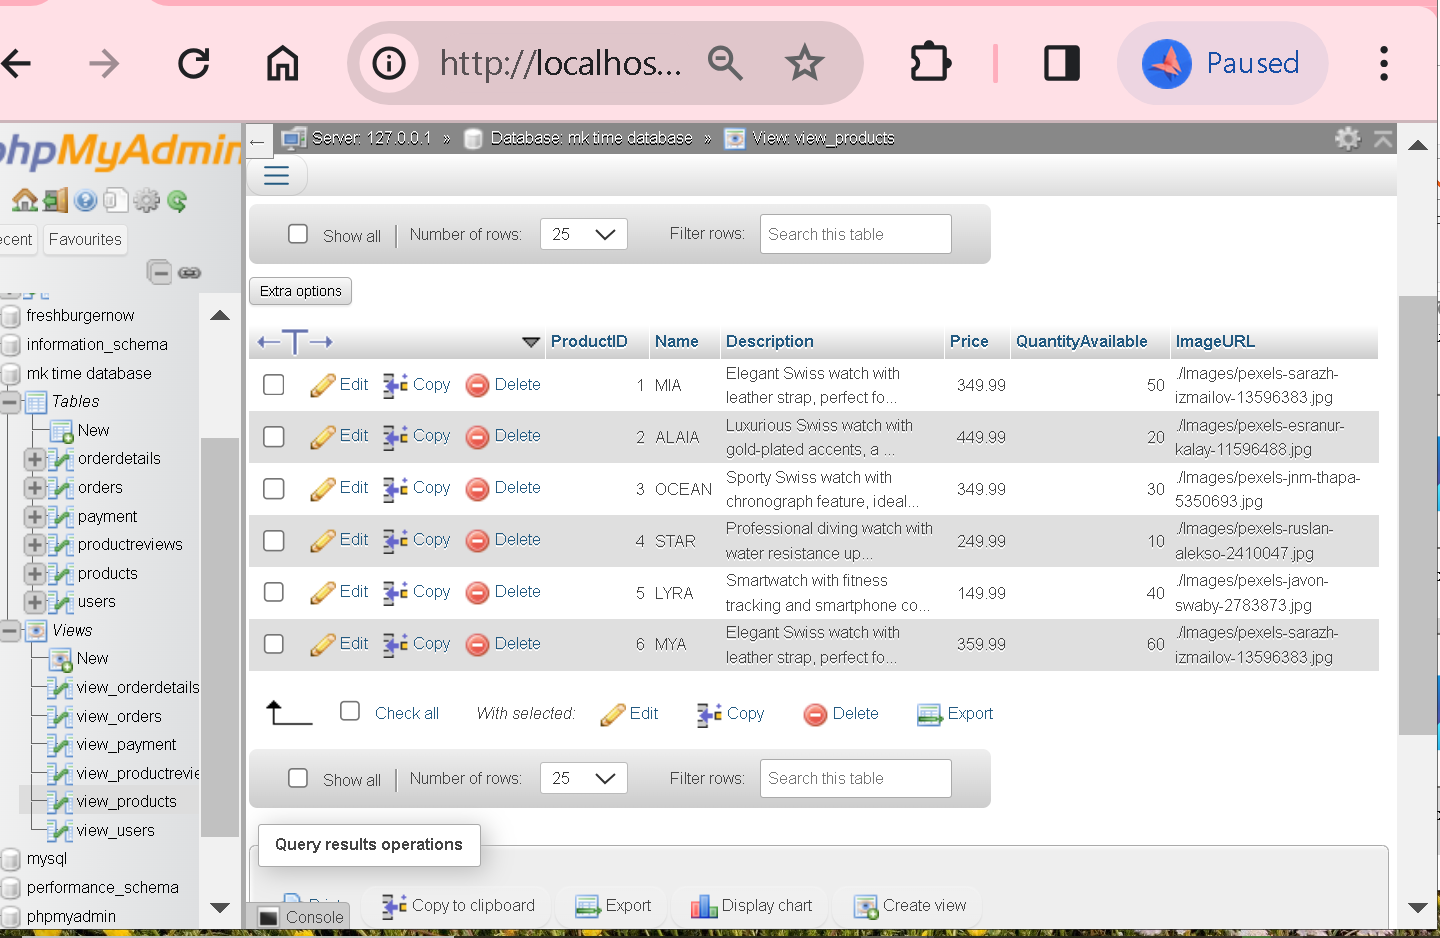 http://localhos...
Paused
phpMyAdmin
Server: 127.0.0.1 » Database: mk time database » View: view_products
ecent Favourites
freshburgernow
information_schema
mk time database
Tables
New
orderdetails
orders
payment
productreviews
products
users
Views
New
view_orderdetails
view_orders
view_payment
view_productrevie
view_products
view_users
mysql
performance_schema
phpmyadmin
Show all | Number of rows: 25 Filter rows: Search this table
Extra options
←T→ ProductID Name Description Price QuantityAvailable ImageURL
Edit Copy Delete 1 MIA Elegant Swiss watch with 349.99 50 ./Images/pexels-sarazh-
leather strap, perfect fo... izmailov-13596383.jpg
Edit Copy Delete 2 ALAIA Luxurious Swiss watch with 449.99 20 ./Images/pexels-esranur-
gold-plated accents, a ... kalay-11596488.jpg
Edit Copy Delete 3 OCEAN Sporty Swiss watch with 349.99 30 ./Images/pexels-jnm-thapa-
chronograph feature, ideal... 5350693.jpg
Edit Copy Delete 4 STAR Professional diving watch with 249.99 10 ./Images/pexels-ruslan-
water resistance up... alekso-2410047.jpg
Edit Copy Delete 5 LYRA Smartwatch with fitness 149.99 40 ./Images/pexels-javon-
tracking and smartphone co... swaby-2783873.jpg
Edit Copy Delete 6 MYA Elegant Swiss watch with 359.99 60 ./Images/pexels-sarazh-
leather strap, perfect fo... izmailov-13596383.jpg
Check all With selected: Edit Copy Delete Export
Show all | Number of rows: 25 Filter rows: Search this table
Query results operations
Copy to clipboard Export Display chart Create view
Console